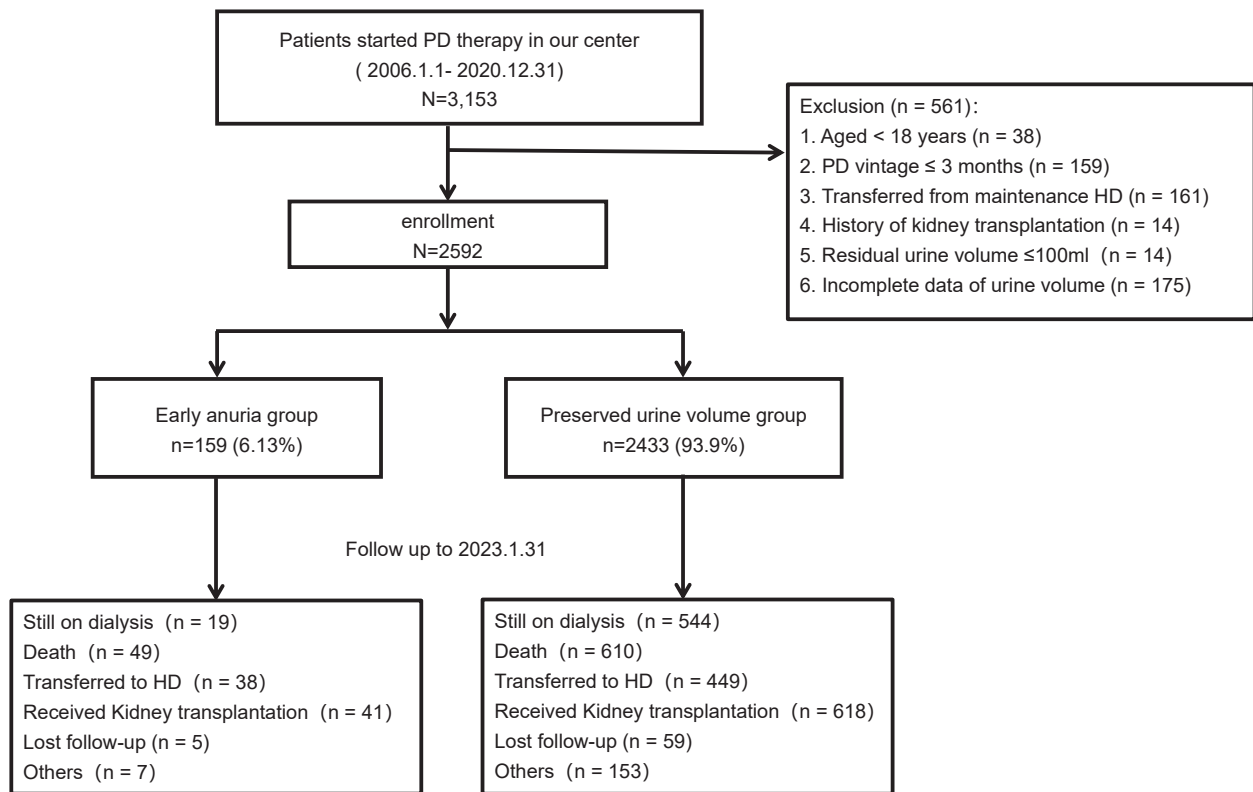 Patients started PD therapy in our center
( 2006.1.1- 2020.12.31)
N=3,153
Exclusion (n = 561):
1. Aged < 18 years (n = 38)
2. PD vintage ≤ 3 months (n = 159)
3. Transferred from maintenance HD (n = 161)
4. History of kidney transplantation (n = 14)
5. Residual urine volume ≤100ml (n = 14)
6. Incomplete data of urine volume (n = 175)
enrollment
N=2592
Early anuria group
n=159 (6.13%)
Preserved urine volume group
n=2433 (93.9%)
Follow up to 2023.1.31
Still on dialysis (n = 19)
Death (n = 49)
Transferred to HD (n = 38)
Received Kidney transplantation (n = 41)
Lost follow-up (n = 5)
Others (n = 7)
Still on dialysis (n = 544)
Death (n = 610)
Transferred to HD (n = 449)
Received Kidney transplantation (n = 618)
Lost follow-up (n = 59)
Others (n = 153)